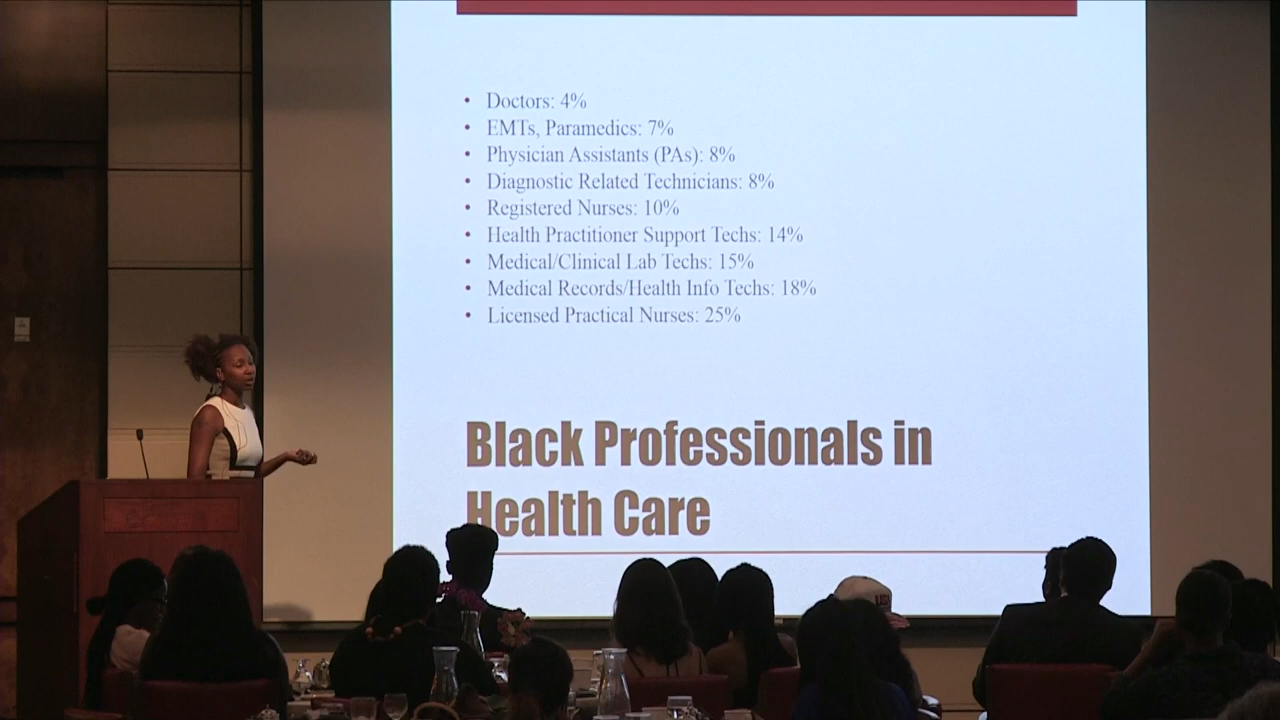 • Doctors: 4%
• EMTs, Paramedics: 7%
• Physician Assistants (PAs): 8%
• Diagnostic Related Technicians: 8%
• Registered Nurses: 10%
• Health Practitioner Support Techs: 14%
• Medical/Clinical Lab Techs: 15%
• Medical Records/Health Info Techs: 18%
• Licensed Practical Nurses: 25%
Black Professionals in
Health Care